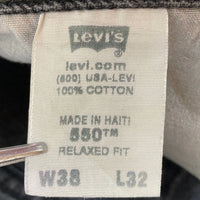 Levi's
levi.com
(800) USA-LEVI
100% COTTON
MADE IN HAITI
550™
RELAXED FIT
W38 L32